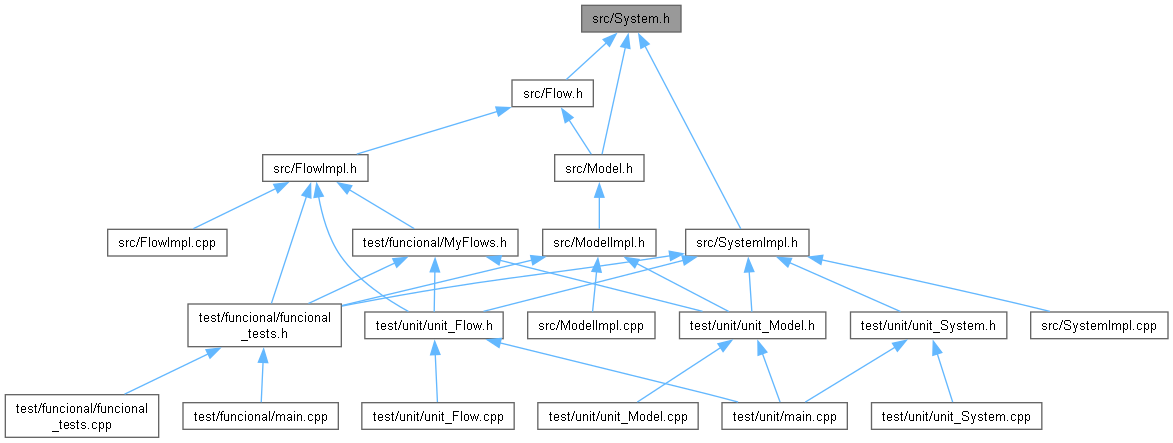 src/System.h
src/Flow.h
src/FlowImpl.h
src/Model.h
src/FlowImpl.cpp
test/funcional/MyFlows.h
src/ModelImpl.h
src/SystemImpl.h
test/funcional/funcional
_tests.h
test/unit/unit_Flow.h
src/ModelImpl.cpp
test/unit/unit_Model.h
test/unit/unit_System.h
src/SystemImpl.cpp
test/funcional/funcional
_tests.cpp
test/funcional/main.cpp
test/unit/unit_Flow.cpp
test/unit/unit_Model.cpp
test/unit/main.cpp
test/unit/unit_System.cpp